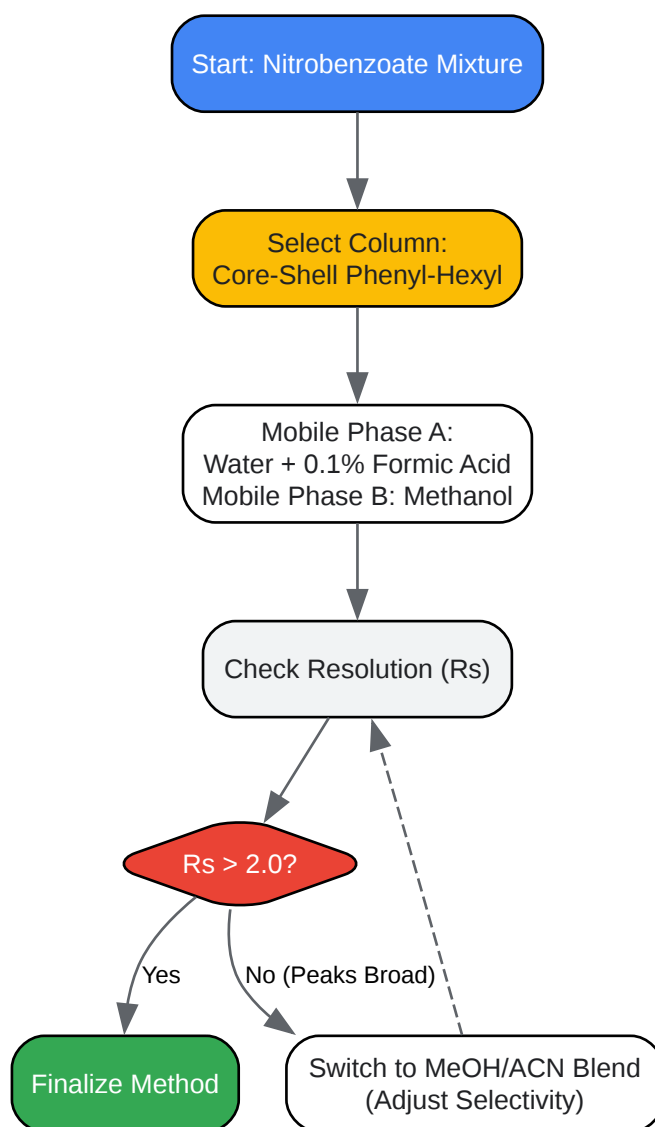 Start: Nitrobenzoate Mixture
Select Column:
Core-Shell Phenyl-Hexyl
Mobile Phase A:
Water + 0.1% Formic Acid
Mobile Phase B: Methanol
Check Resolution (Rs)
Rs > 2.0?
Yes
No (Peaks Broad)
Finalize Method
Switch to MeOH/ACN Blend
(Adjust Selectivity)